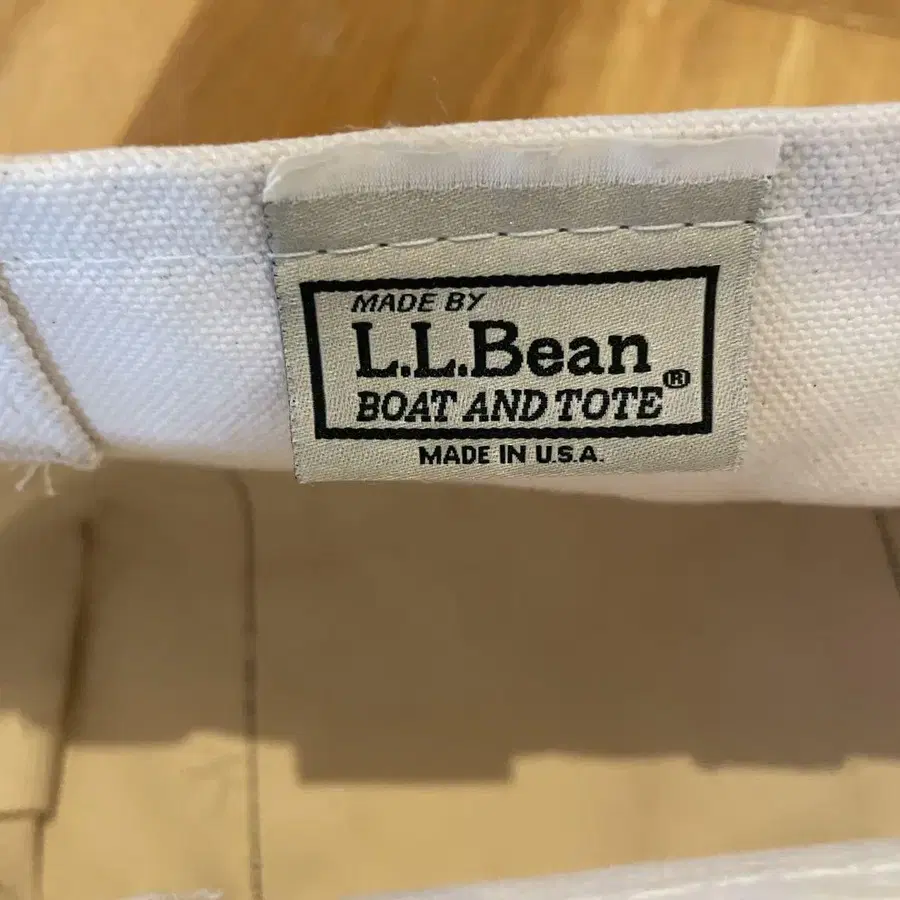 MADE BY
L.L.Bean
BOAT AND TOTE®
MADE IN U.S.A.